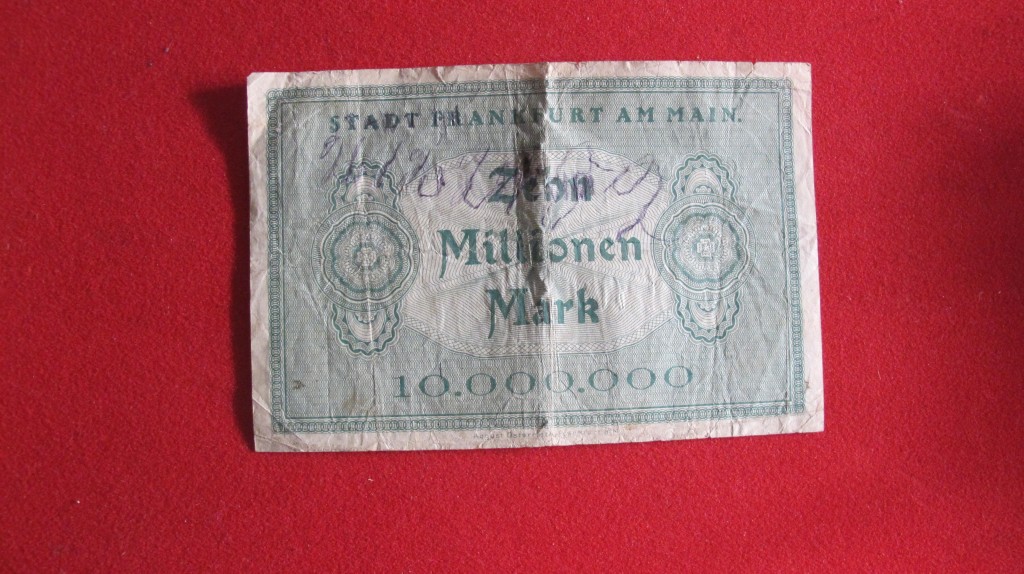 STADT FRANKFURT AM MAIN.
Zehn
Millionen
Mark
10.000.000